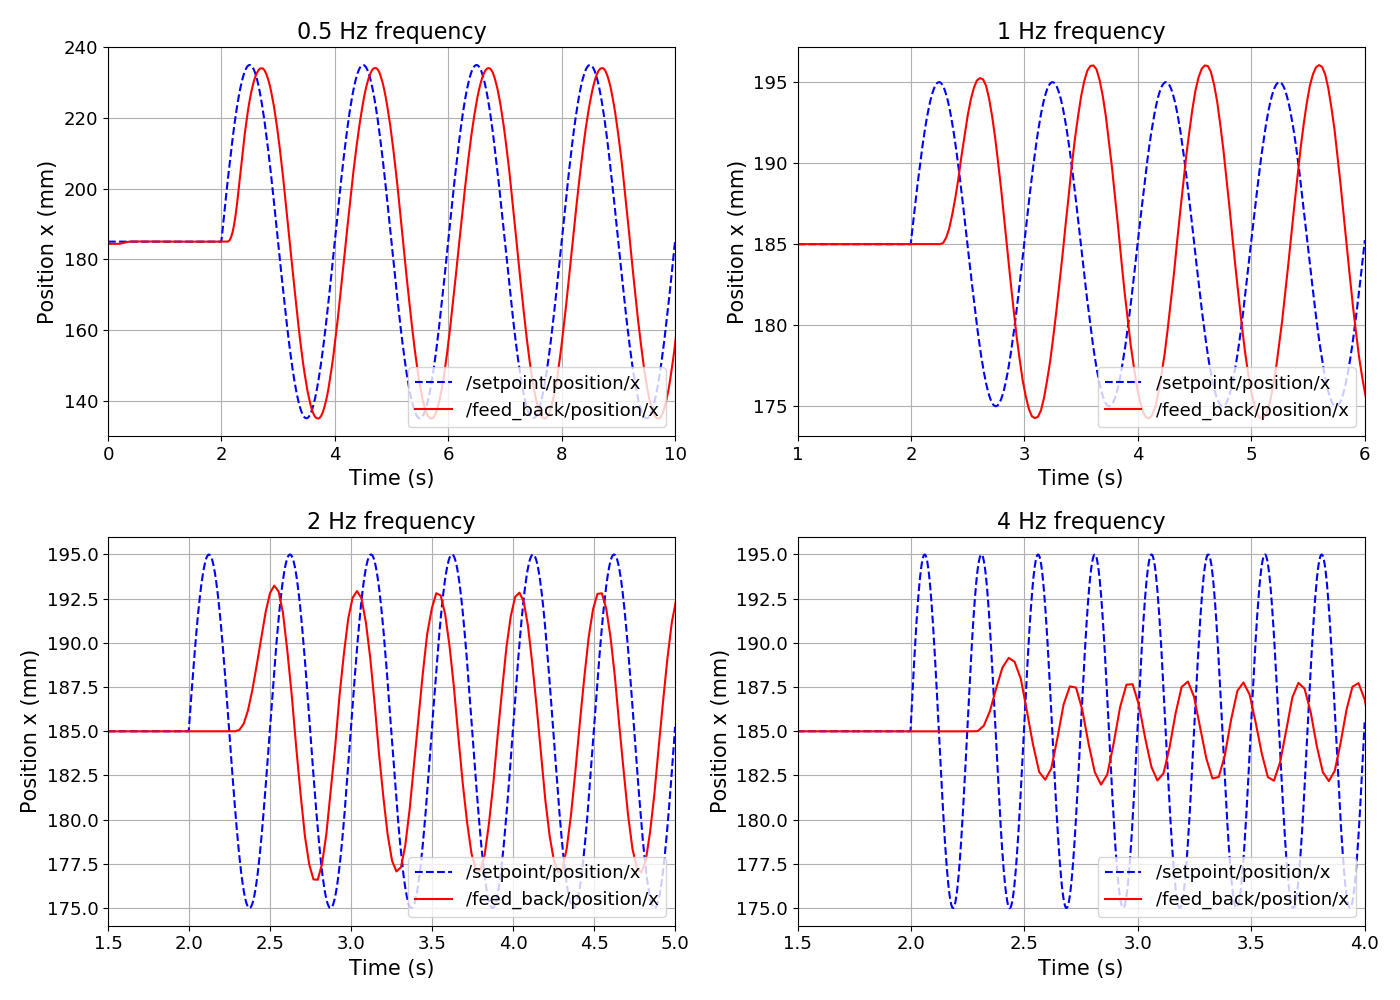 0.5 Hz frequency
240
220
200
180
160
140
Position x (mm)
/setpoint/position/x
/feed_back/position/x
0 2 4 6 8 10
Time (s)
1 Hz frequency
195
190
185
180
175
Position x (mm)
/setpoint/position/x
/feed_back/position/x
1 2 3 4 5 6
Time (s)
2 Hz frequency
195.0
192.5
190.0
187.5
185.0
182.5
180.0
177.5
175.0
Position x (mm)
/setpoint/position/x
/feed_back/position/x
1.5 2.0 2.5 3.0 3.5 4.0 4.5 5.0
Time (s)
4 Hz frequency
195.0
192.5
190.0
187.5
185.0
182.5
180.0
177.5
175.0
Position x (mm)
/setpoint/position/x
/feed_back/position/x
1.5 2.0 2.5 3.0 3.5 4.0
Time (s)